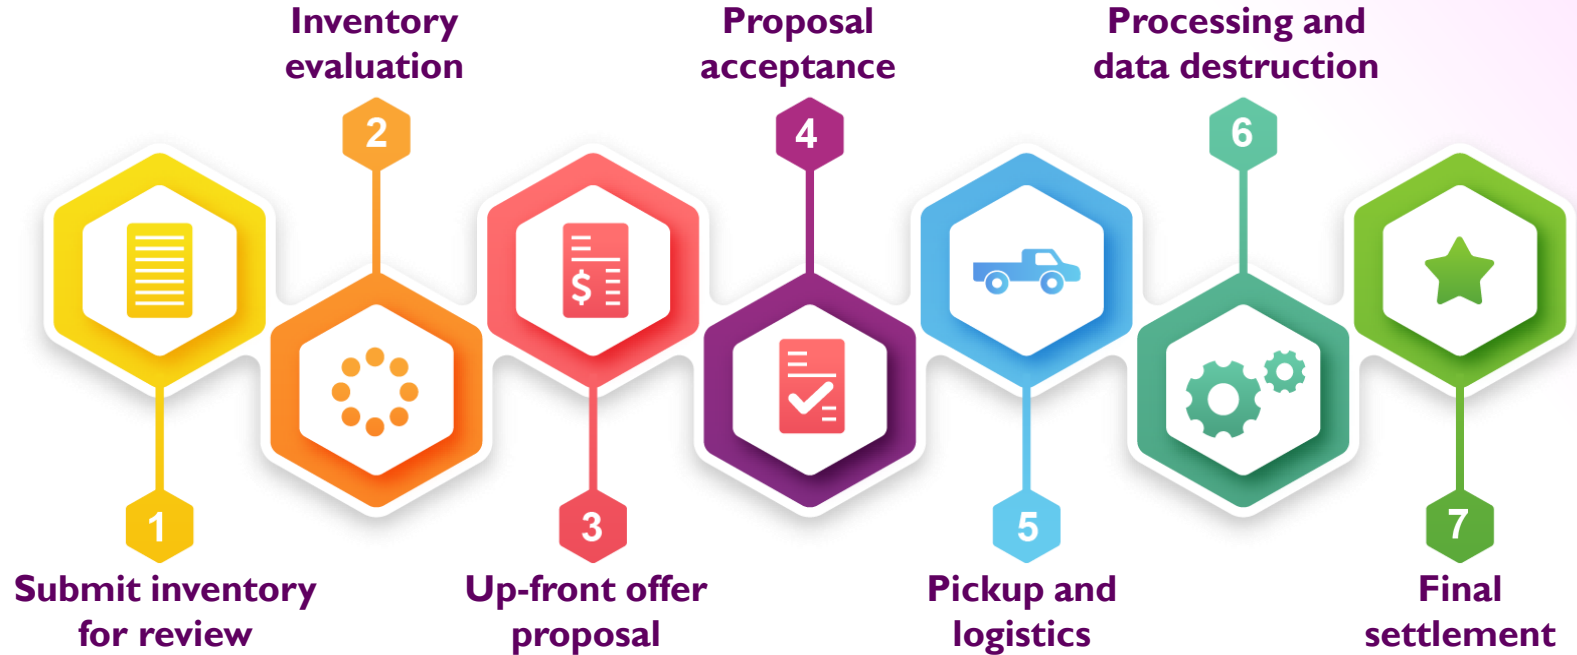 1
Submit inventory
for review
Inventory
evaluation
2
3
Up-front offer
proposal
$
Proposal
acceptance
4
5
Pickup and
logistics
Processing and
data destruction
6
7
Final
settlement